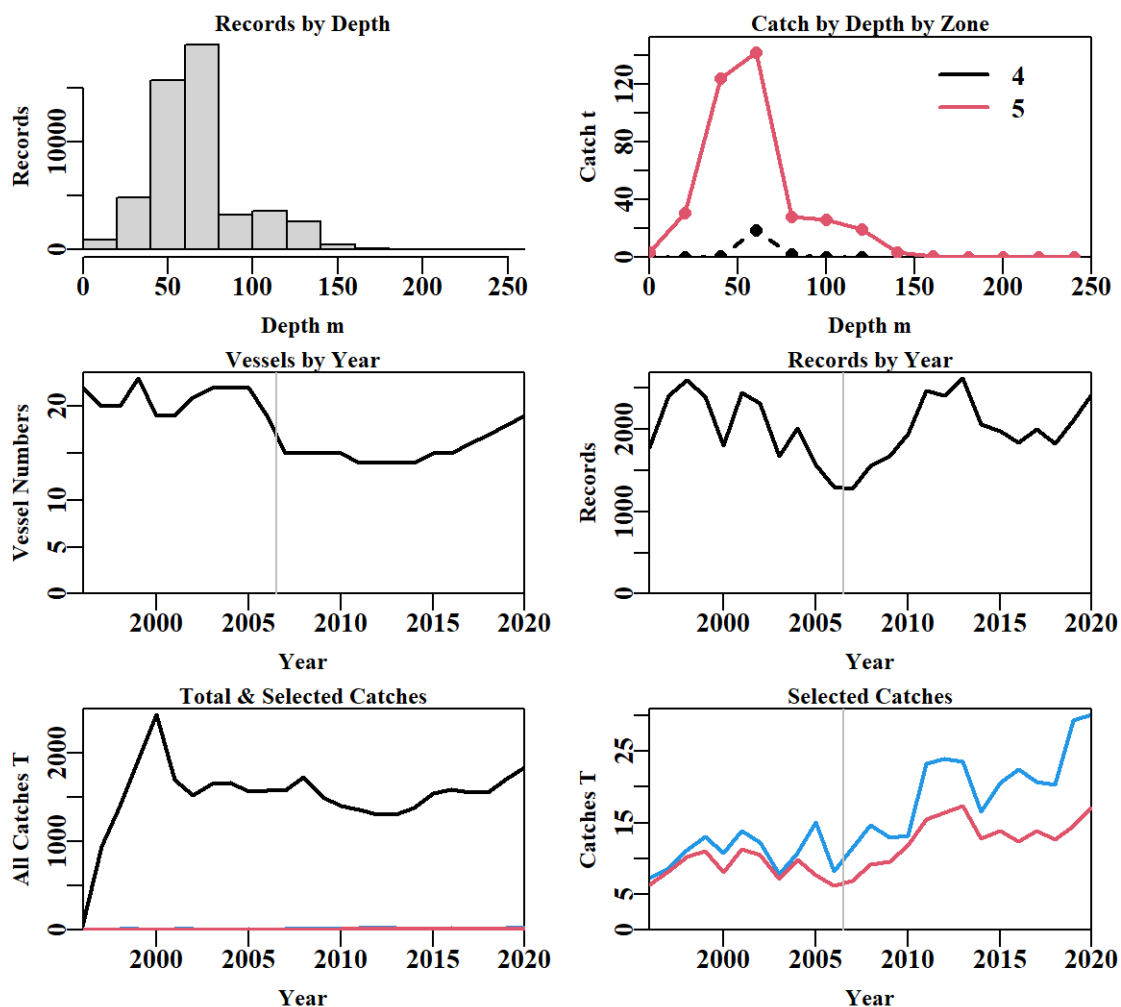 Records by Depth
Records
0
10000
0 50 100 150 200 250
Depth m
Catch by Depth by Zone
Catch t
0 40 80 120
4
5
0 50 100 150 200 250
Depth m
Vessels by Year
Vessel Numbers
0 5 10 20
2000 2005 2010 2015 2020
Year
Records by Year
Records
0 1000 2000
2000 2005 2010 2015 2020
Year
Total & Selected Catches
All Catches T
0 1000 2000
2000 2005 2010 2015 2020
Year
Selected Catches
Catches T
0 5 15 25
2000 2005 2010 2015 2020
Year